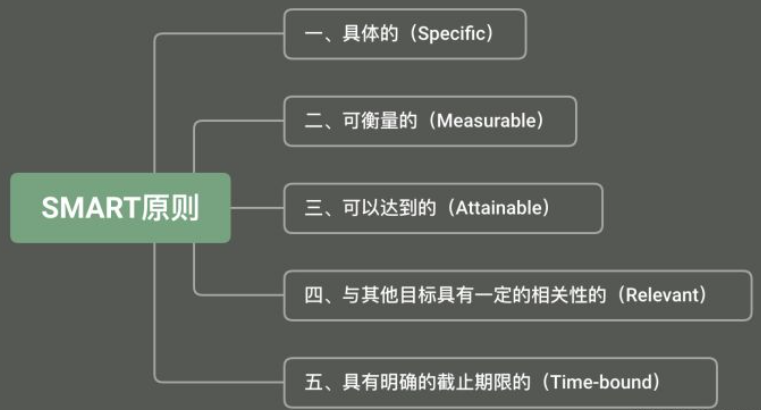 一、具体的（Specific）
二、可衡量的（Measurable）
SMART原则
三、可以达到的（Attainable）
四、与其他目标具有一定的相关性的（Relevant）
五、具有明确的截止期限的（Time-bound）